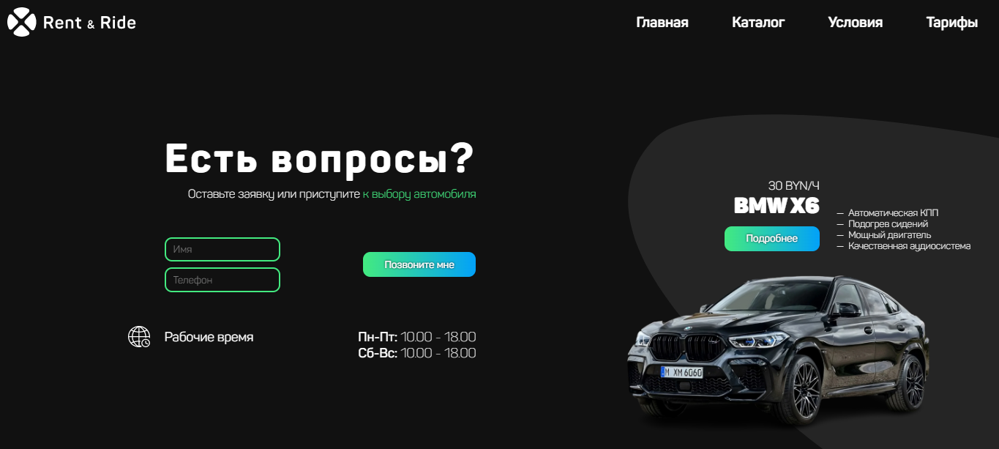 Rent & Ride
Главная
Каталог
Условия
Тарифы
Есть вопросы?
Оставьте заявку или приступите к выбору автомобиля
Имя
Телефон
Позвоните мне
Рабочие время
Пн-Пт: 10.00 - 18.00
Сб-Вс: 10.00 - 18.00
30 BYN/Ч
BMW X6
Подробнее
— Автоматическая КПП
— Подогрев сидений
— Мощный двигатель
— Качественная аудиосистема
M XM 6060